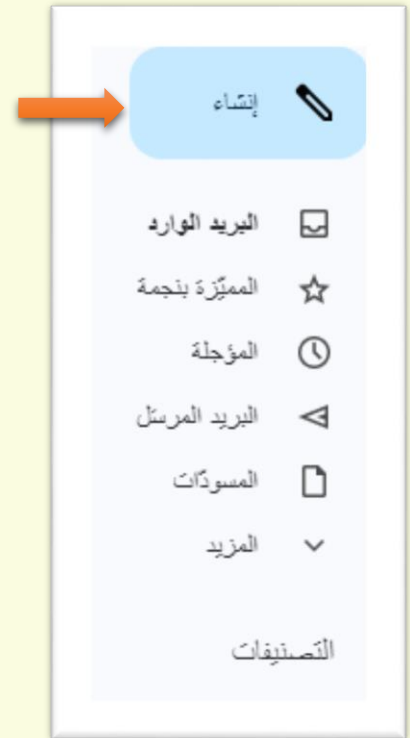 إنشاء
البريد الوارد
المميّزة بنجمة
المؤجلة
البريد المرسَل
المسودّات
المزيد
التصنيفات